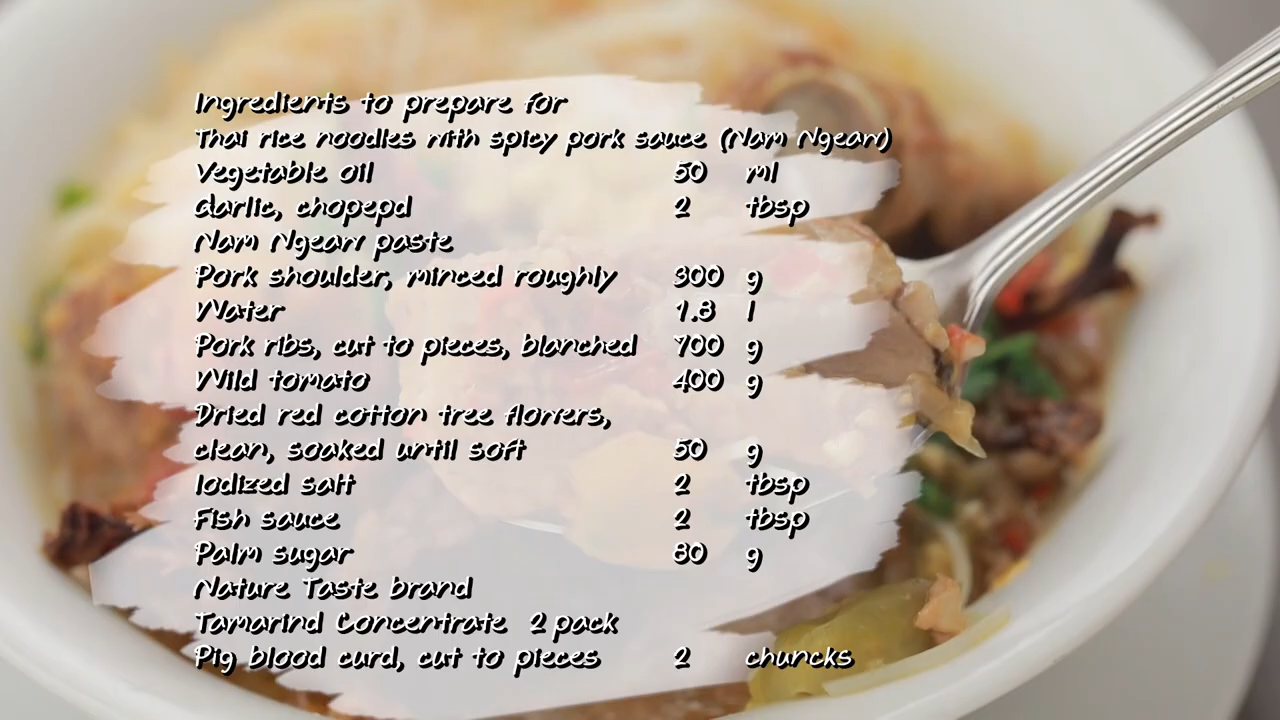 Ingredients to prepare for
Thai rice noodles with spicy pork sauce (Nam Ngeaw)
Vegetable oil 50 ml
Garlic, chopepd 2 tbsp
Nam Ngeaw paste
Pork shoulder, minced roughly 300 g
Water 1.8 l
Pork ribs, cut to pieces, blanched 700 g
Wild tomato 400 g
Dried red cotton tree flowers,
clean, soaked until soft 50 g
Iodized salt 2 tbsp
Fish sauce 2 tbsp
Palm sugar 80 g
Nature Taste brand
Tamarind Concentrate 2 pack
Pig blood curd, cut to pieces 2 chuncks